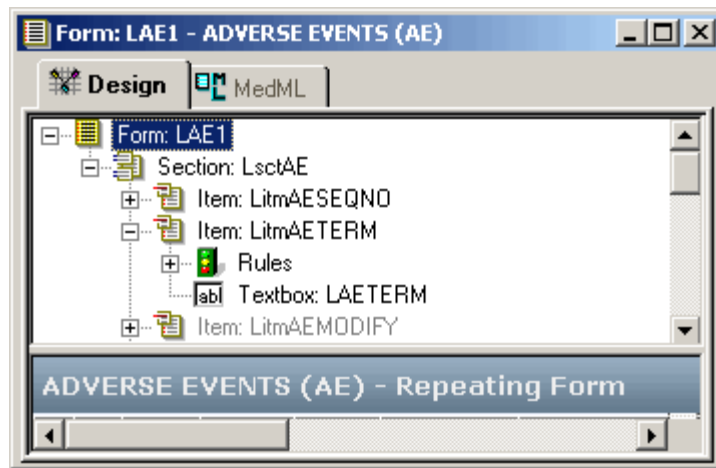 Form: LAE1 - ADVERSE EVENTS (AE)
Design MedML
Form: LAE1
Section: LsctAE
Item: LitmAESEQNO
Item: LitmAETERM
Rules
abl Textbox: LAETERM
Item: LitmAEMODIFY
ADVERSE EVENTS (AE) - Repeating Form